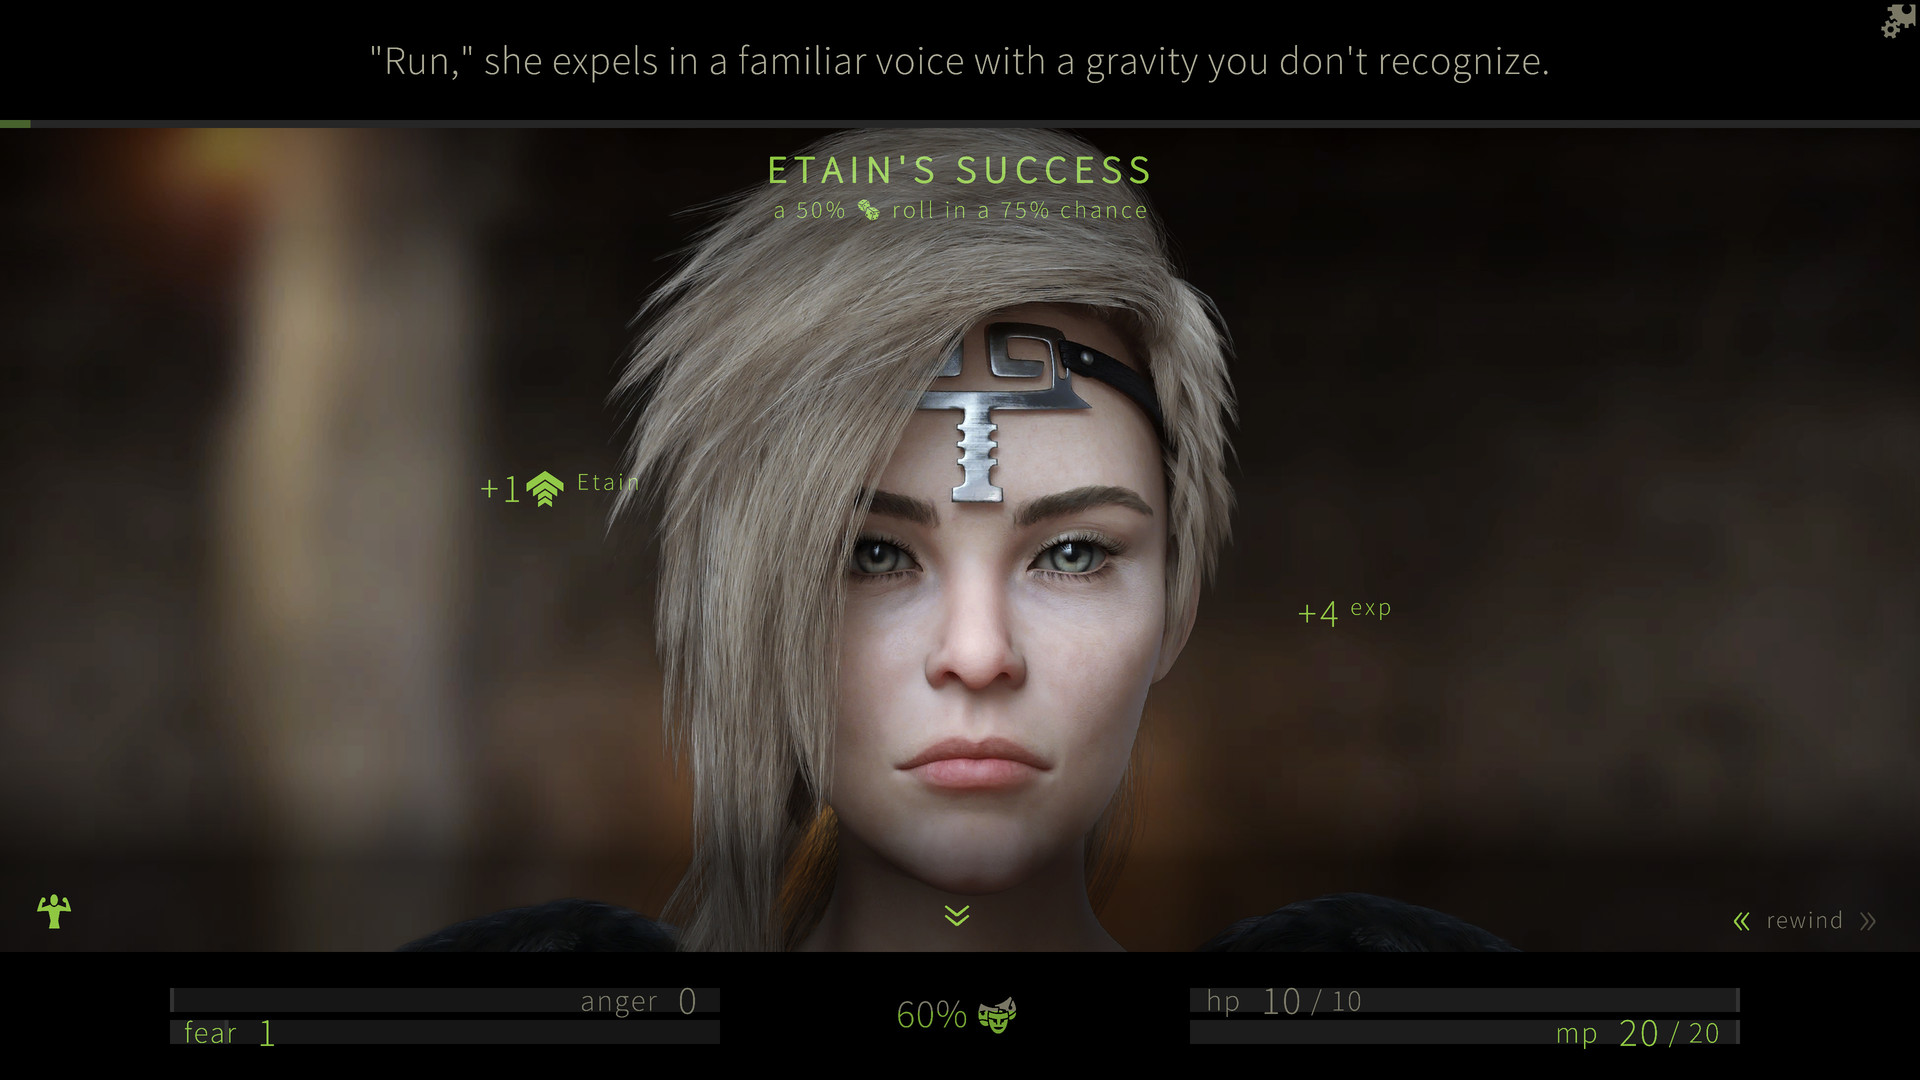 "Run," she expels in a familiar voice with a gravity you don't recognize.
ETAIN'S SUCCESS
a 50% roll in a 75% chance
+1 Etain
+4 exp
rewind
anger 0
fear 1
60%
hp 10 / 10
mp 20 / 20